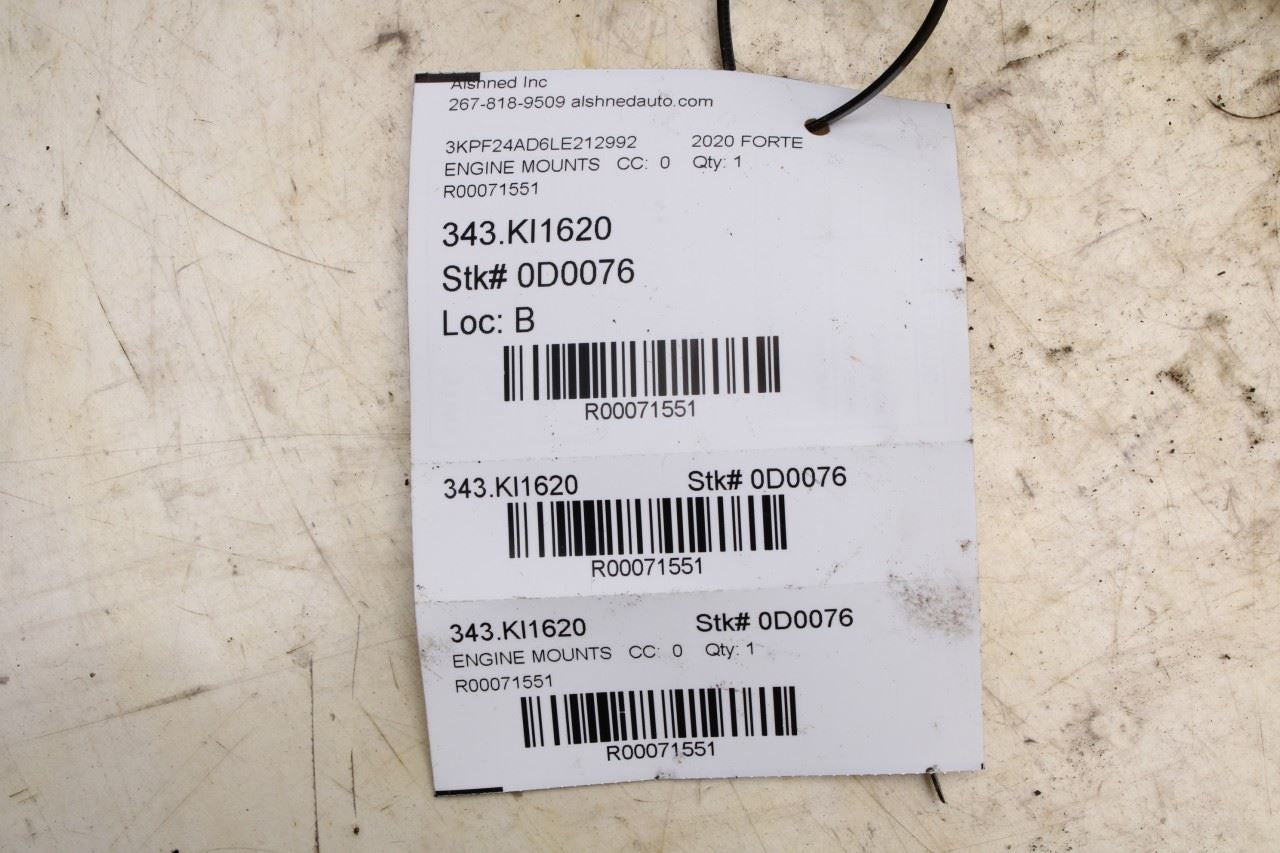 Alshned Inc
267-818-9509 alshnedauto.com
3KPF24AD6LE212992 2020 FORTE
ENGINE MOUNTS CC: 0 Qty: 1
R00071551
343.KI1620
Stk# 0D0076
Loc: B
R00071551
343.KI1620 Stk# 0D0076
R00071551
343.KI1620 Stk# 0D0076
ENGINE MOUNTS CC: 0 Qty: 1
R00071551
R00071551